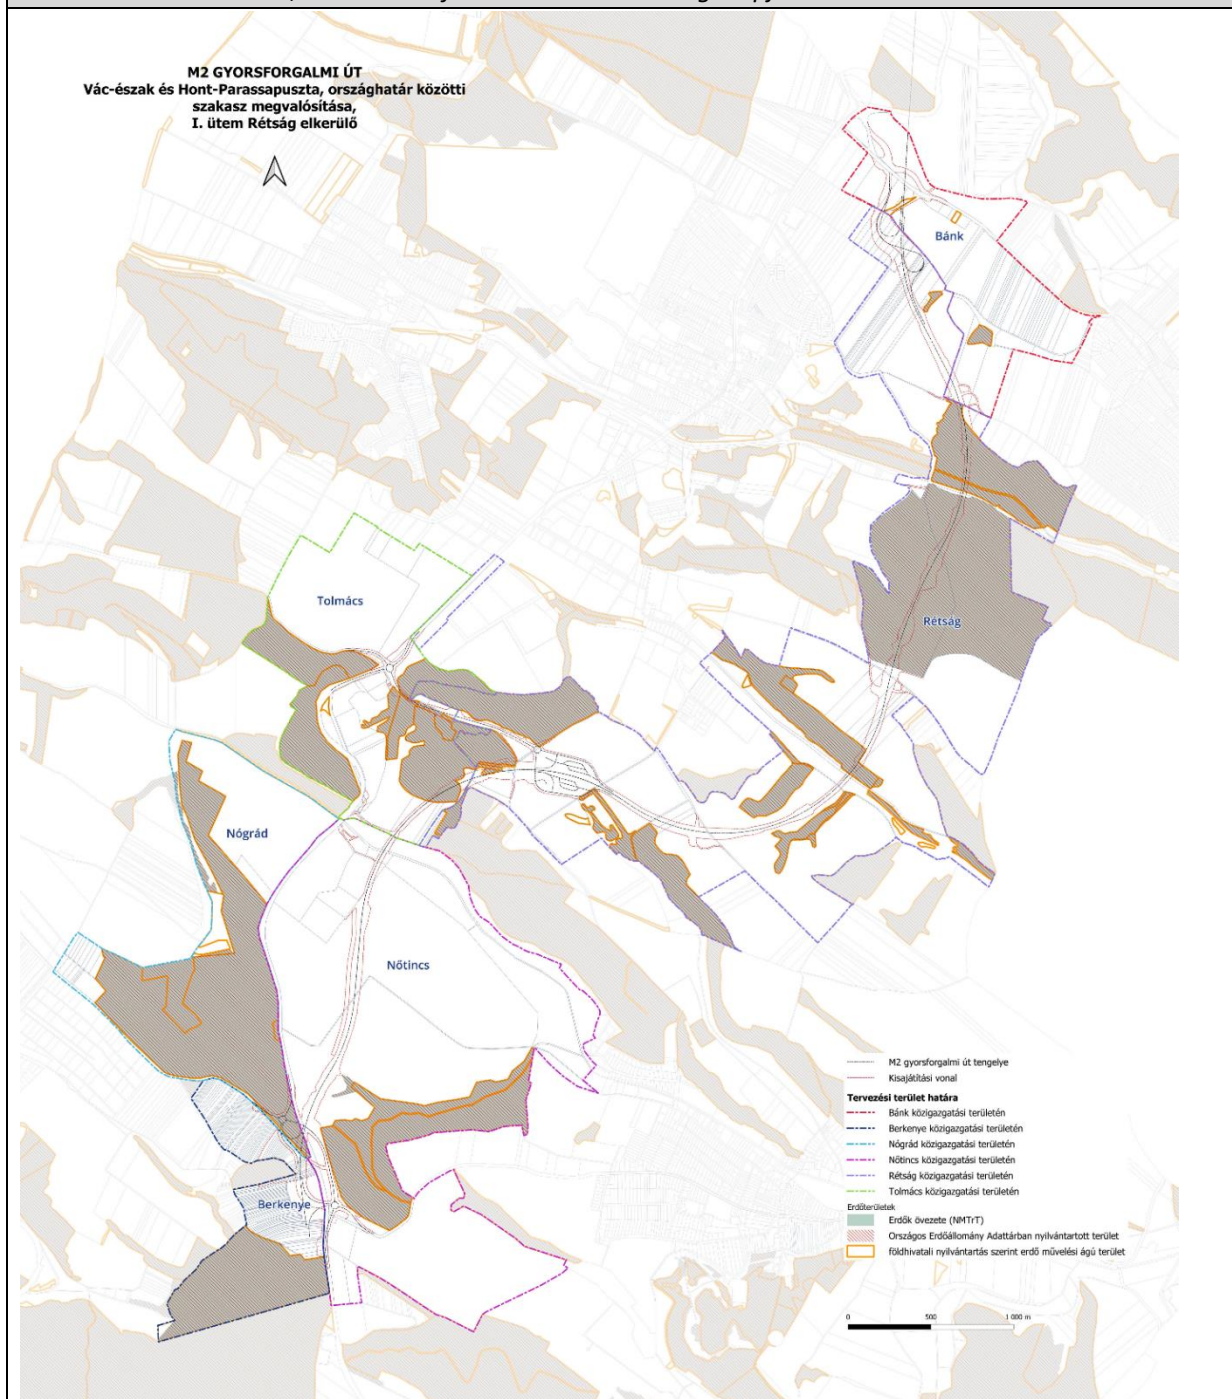 M2 GYORSFORGALMI ÚT
Vác-észak és Hont-Parassapuszta, országhatár közötti
szakasz megvalósítása,
I. ütem Rétság elkerülő
Bánk
Tolmács
Rétság
Nógrád
Nőtincs
Berkenye
M2 gyorsforgalmi út tengelye
Kisajátítási vonal
Tervezési terület határa
Bánk közigazgatási területén
Berkenye közigazgatási területén
Nógrád közigazgatási területén
Nőtincs közigazgatási területén
Rétság közigazgatási területén
Tolmács közigazgatási területén
Erdőterületek
Erdők övezete (NMTrT)
Országos Erdőállomány Adattárban nyilvántartott terület
földhivatali nyilvántartás szerint erdő művelési ágú terület
0 500 1 000 m